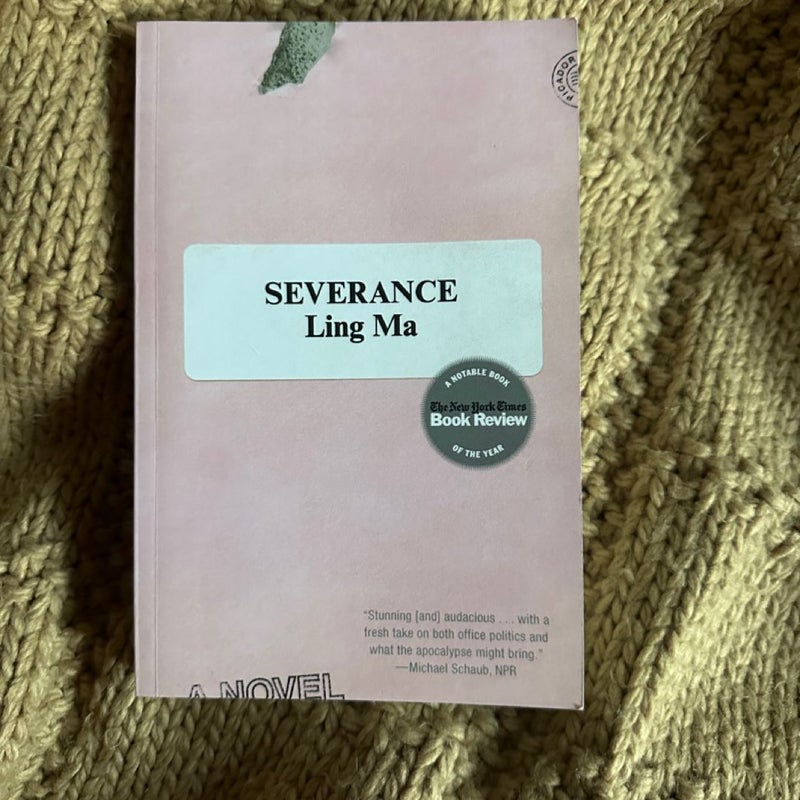 PICADOR
SEVERANCE
Ling Ma
A NOTABLE BOOK
The New York Times
Book Review
OF THE YEAR
“Stunning [and] audacious . . . with a
fresh take on both office politics and
what the apocalypse might bring.”
—Michael Schaub, NPR
A NOVEL